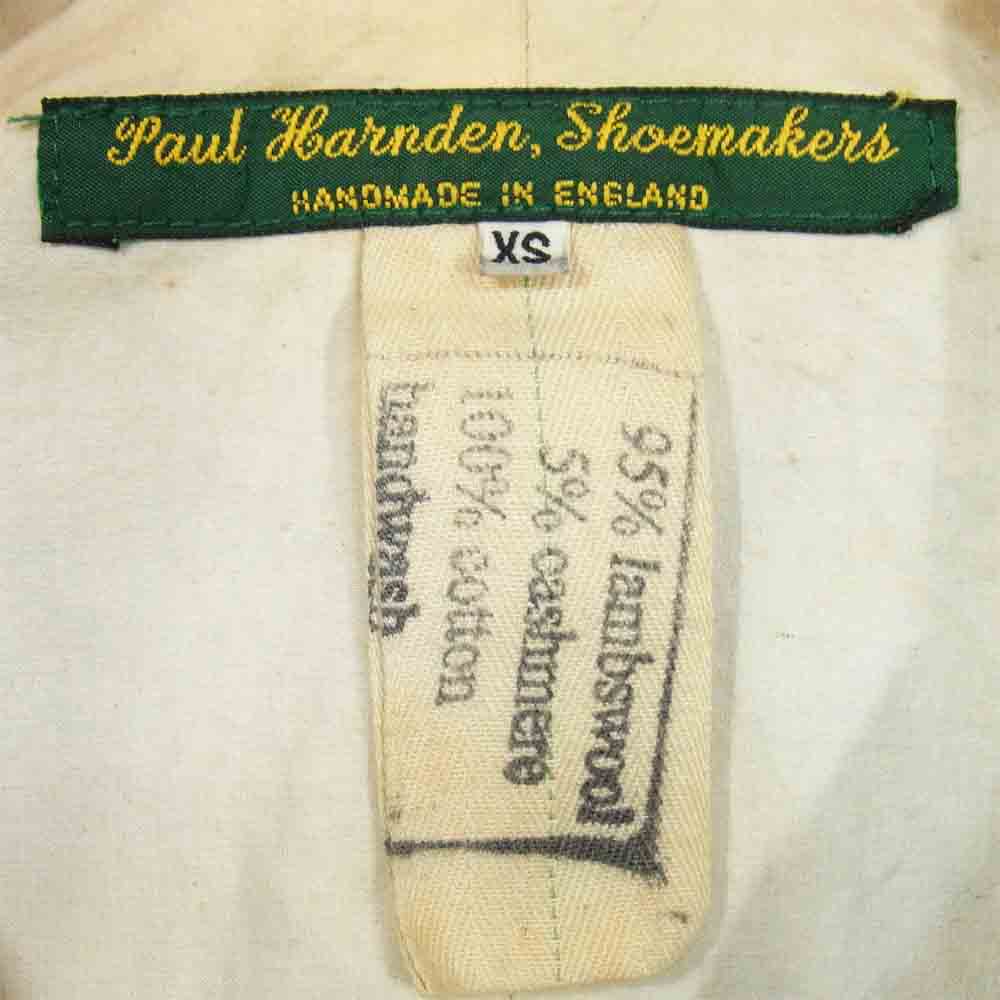 Paul Harnden, Shoemakers
HANDMADE IN ENGLAND
XS
95% lambswool
5% cashmere
100% cotton
handwash